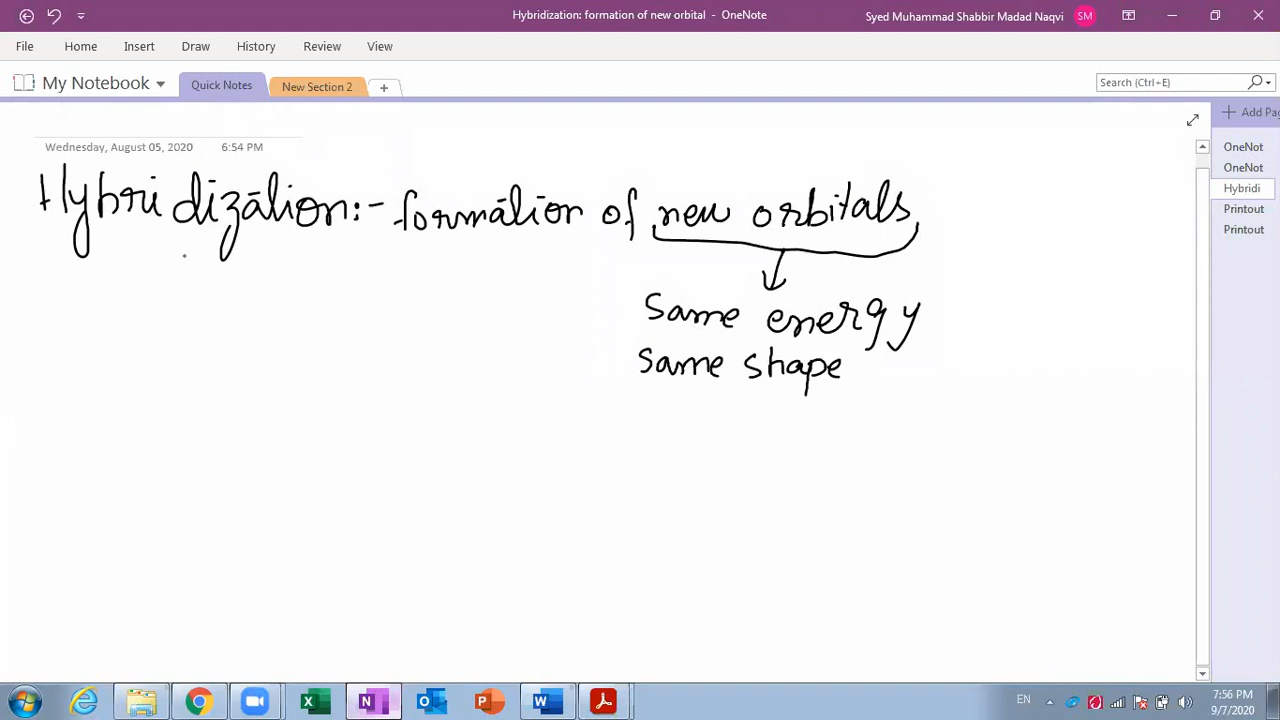 Hybridization: formation of new orbital - OneNote
Syed Muhammad Shabbir Madad Naqvi
SM
File Home Insert Draw History Review View
My Notebook
Quick Notes
New Section 2
Search (Ctrl+E)
Add Pag
Wednesday, August 05, 2020 6:54 PM
Hybridization:- formation of new orbitals
Same energy
Same shape
OneNot
OneNot
Hybridi
Printout
Printout
EN
7:56 PM
9/7/2020